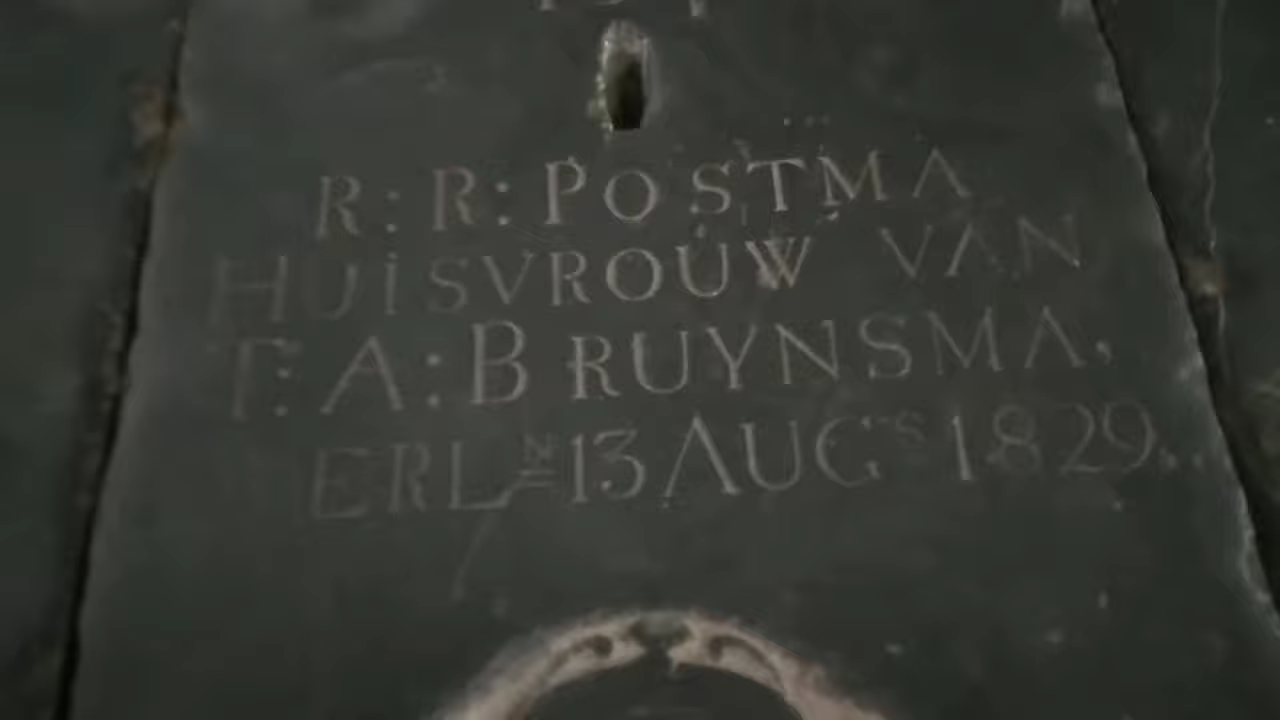 R: R: POSTMA
HUISVROUW VAN
T: A: BRUYNSMA,
ERLN 13 AUGS 1829.